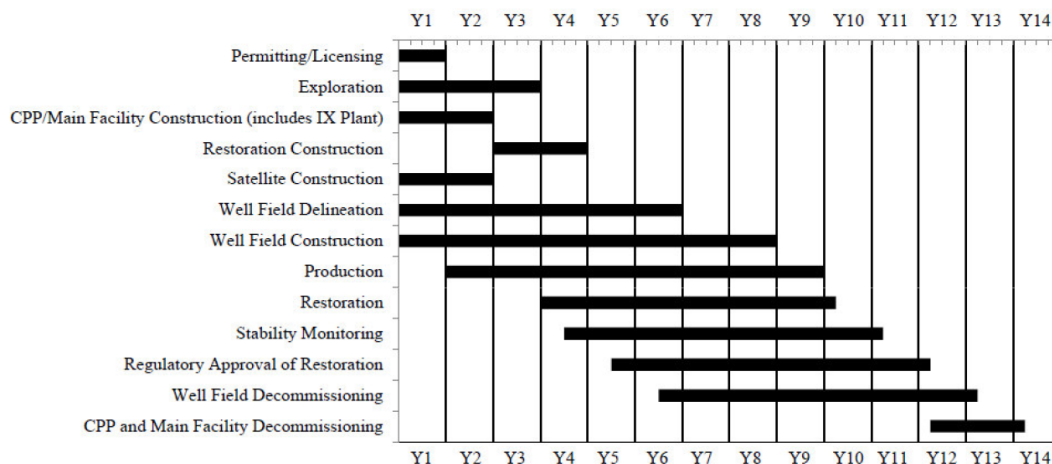 Y1 Y2 Y3 Y4 Y5 Y6 Y7 Y8 Y9 Y10 Y11 Y12 Y13 Y14
Permitting/Licensing
Exploration
CPP/Main Facility Construction (includes IX Plant)
Restoration Construction
Satellite Construction
Well Field Delineation
Well Field Construction
Production
Restoration
Stability Monitoring
Regulatory Approval of Restoration
Well Field Decommissioning
CPP and Main Facility Decommissioning
Y1 Y2 Y3 Y4 Y5 Y6 Y7 Y8 Y9 Y10 Y11 Y12 Y13 Y14